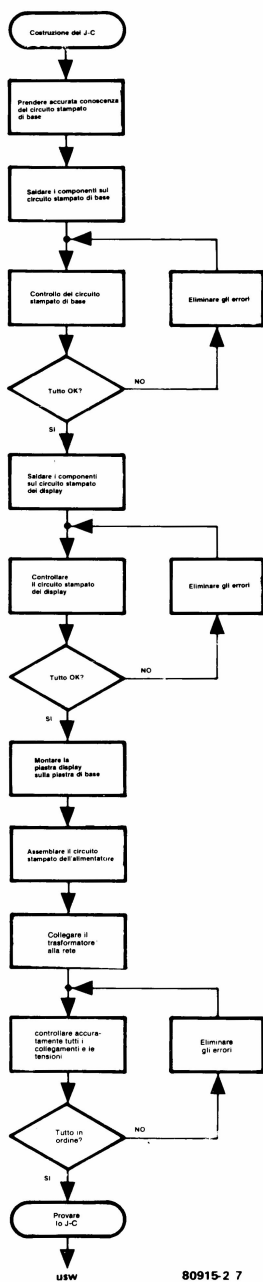 Costruzione del J-C
Prendere accurata conoscenza
del circuito stampato
di base
Saldare i componenti sul
circuito stampato di base
Controllo del circuito
stampato di base
Eliminare gli errori
Tutto OK?
NO
SI
Saldare i componenti
sul circuito stampato
dei display
Controllare
il circuito stampato
dei display
Eliminare gli errori
Tutto OK?
NO
SI
Montare la
piastra display
sulla piastra di base
Assemblare il circuito
stampato dell'alimentatore
Collegare il
trasformatore
alla rete
controllare accura-
tamente tutti i
collegamenti e le
tensioni
Eliminare
gli errori
Tutto in
ordine?
NO
SI
Provare
lo J-C
usw
80915-2 7